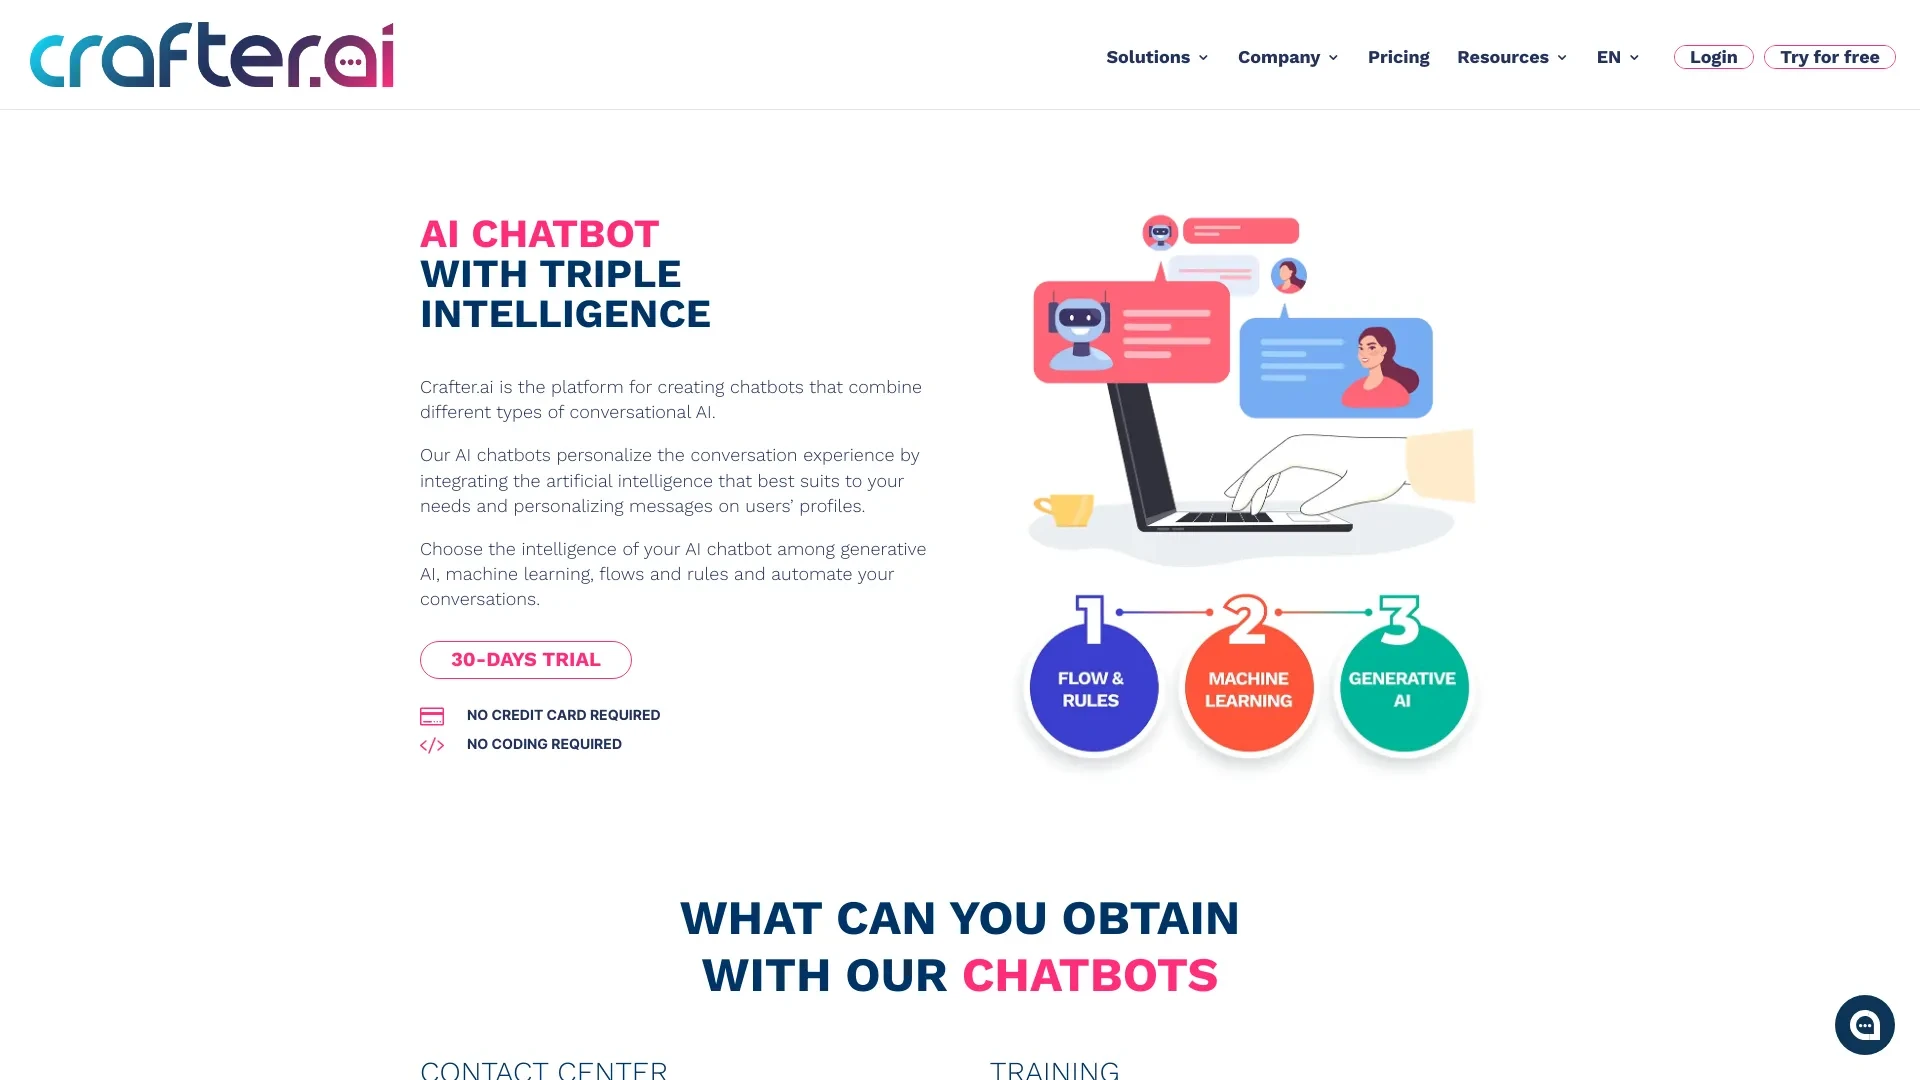 crafter.ai
Solutions
Company
Pricing
Resources
EN
Login
Try for free
AI CHATBOT
WITH TRIPLE
INTELLIGENCE
Crafter.ai is the platform for creating chatbots that combine
different types of conversational AI.
Our AI chatbots personalize the conversation experience by
integrating the artificial intelligence that best suits to your
needs and personalizing messages on users’ profiles.
Choose the intelligence of your AI chatbot among generative
AI, machine learning, flows and rules and automate your
conversations.
30-DAYS TRIAL
NO CREDIT CARD REQUIRED
NO CODING REQUIRED
1
2
3
FLOW &
RULES
MACHINE
LEARNING
GENERATIVE
AI
WHAT CAN YOU OBTAIN
WITH OUR CHATBOTS
CONTACT CENTER
TRAINING